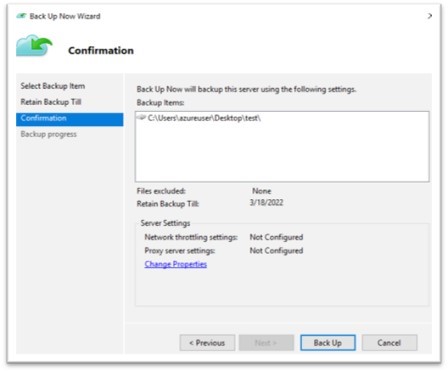 Back Up Now Wizard
Confirmation
Select Backup Item
Retain Backup Till
Confirmation
Backup progress
Back Up Now will backup this server using the following settings.
Backup Items:
C:\Users\azureuser\Desktop\test\
Files excluded: None
Retain Backup Till: 3/18/2022
Server Settings
Network throttling settings: Not Configured
Proxy server settings: Not Configured
Change Properties
< Previous Next > Back Up Cancel